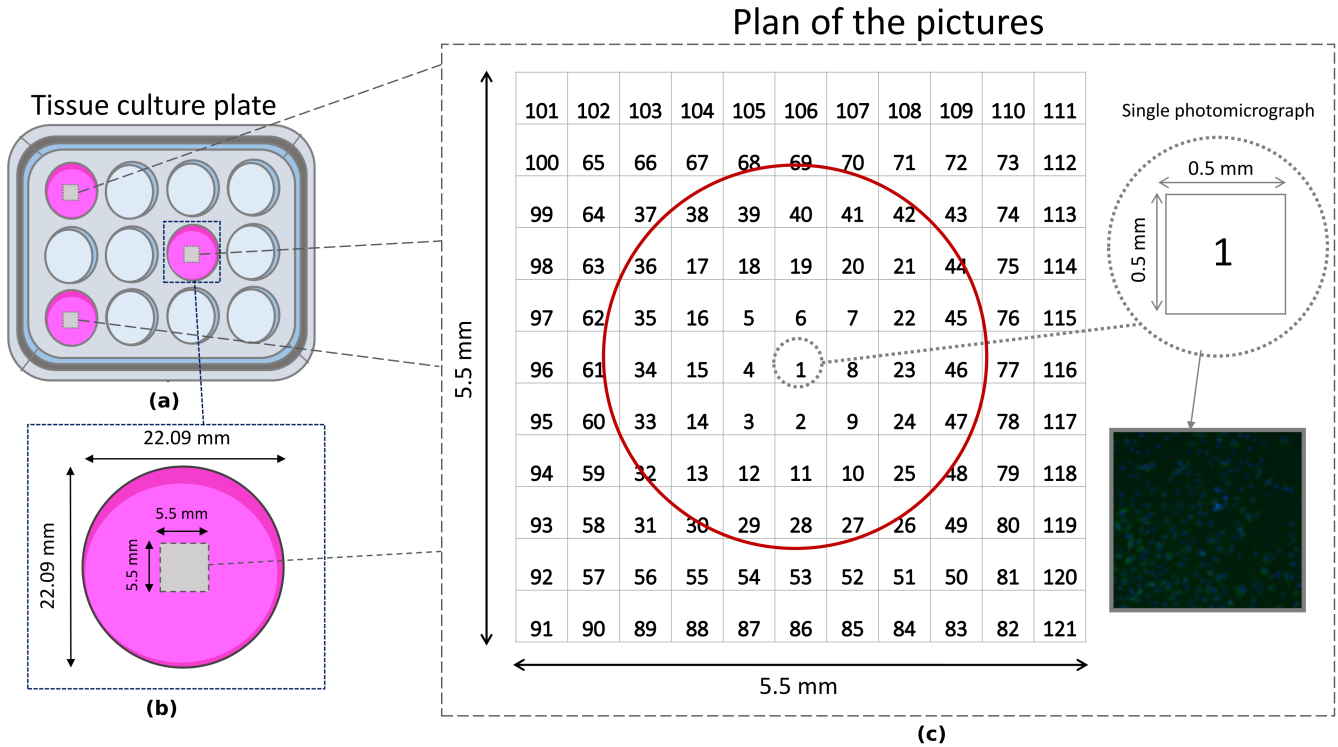 Plan of the pictures
Tissue culture plate
(a)
22.09 mm
22.09 mm
5.5 mm
5.5 mm
(b)
5.5 mm
101 102 103 104 105 106 107 108 109 110 111
100 65 66 67 68 69 70 71 72 73 112
99 64 37 38 39 40 41 42 43 74 113
98 63 36 17 18 19 20 21 44 75 114
97 62 35 16 5 6 7 22 45 76 115
96 61 34 15 4 1 8 23 46 77 116
95 60 33 14 3 2 9 24 47 78 117
94 59 32 13 12 11 10 25 48 79 118
93 58 31 30 29 28 27 26 49 80 119
92 57 56 55 54 53 52 51 50 81 120
91 90 89 88 87 86 85 84 83 82 121
5.5 mm
Single photomicrograph
0.5 mm
0.5 mm
1
(c)